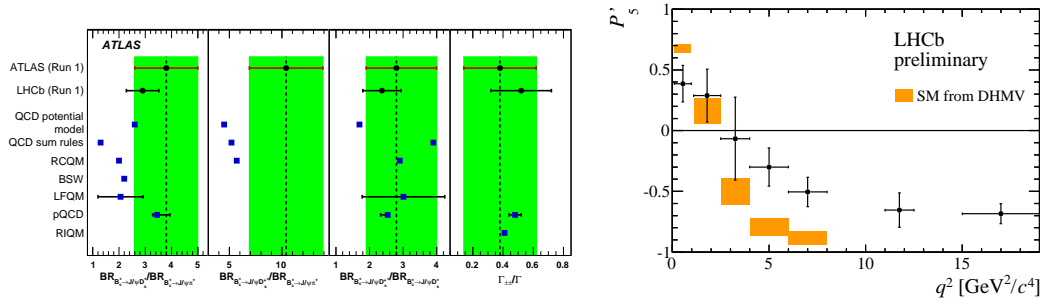 ATLAS
ATLAS (Run 1)
LHCb (Run 1)
QCD potential
model
QCD sum rules
RCQM
BSW
LFQM
pQCD
RIQM
1 2 3 4 5
5 10
2 3 4
0.2 0.4 0.6 0.8
Γ±±/Γ
P'5
1
0.5
0
-0.5
-1
LHCb
preliminary
SM from DHMV
0 5 10 15
q² [GeV²/c⁴]